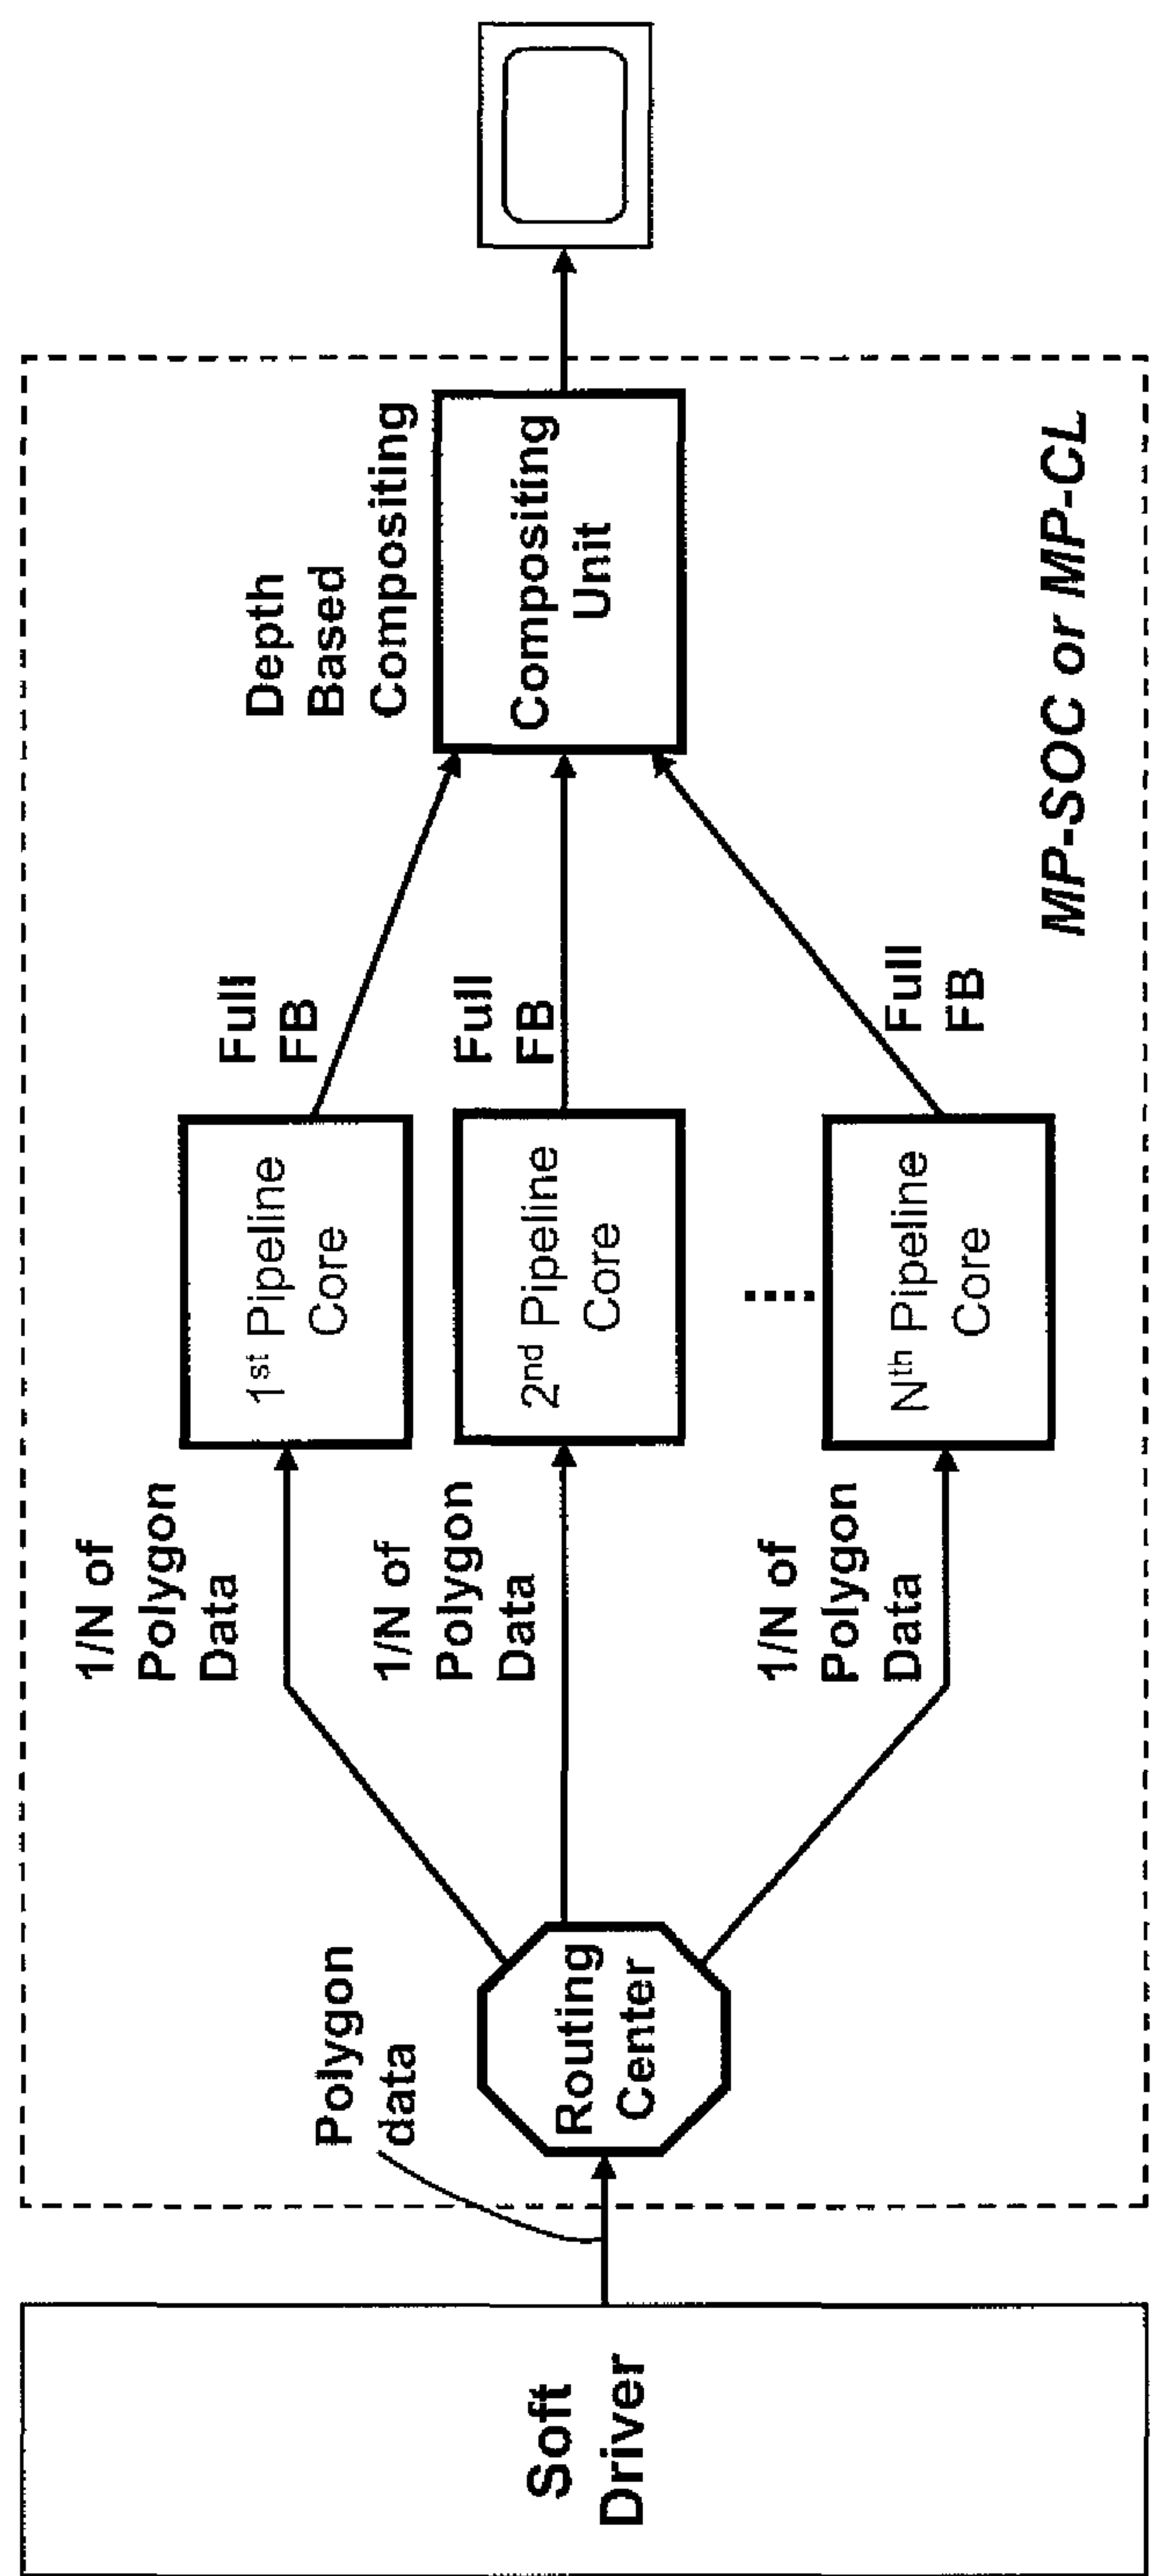 Soft
Driver
Polygon
data
Routing
Center
1/N of
Polygon
Data
1/N of
Polygon
Data
1/N of
Polygon
Data
1st Pipeline
Core
2nd Pipeline
Core
Nth Pipeline
Core
Full
FB
Full
FB
Full
FB
Depth
Based
Compositing
Compositing
Unit
MP-SOC or MP-CL